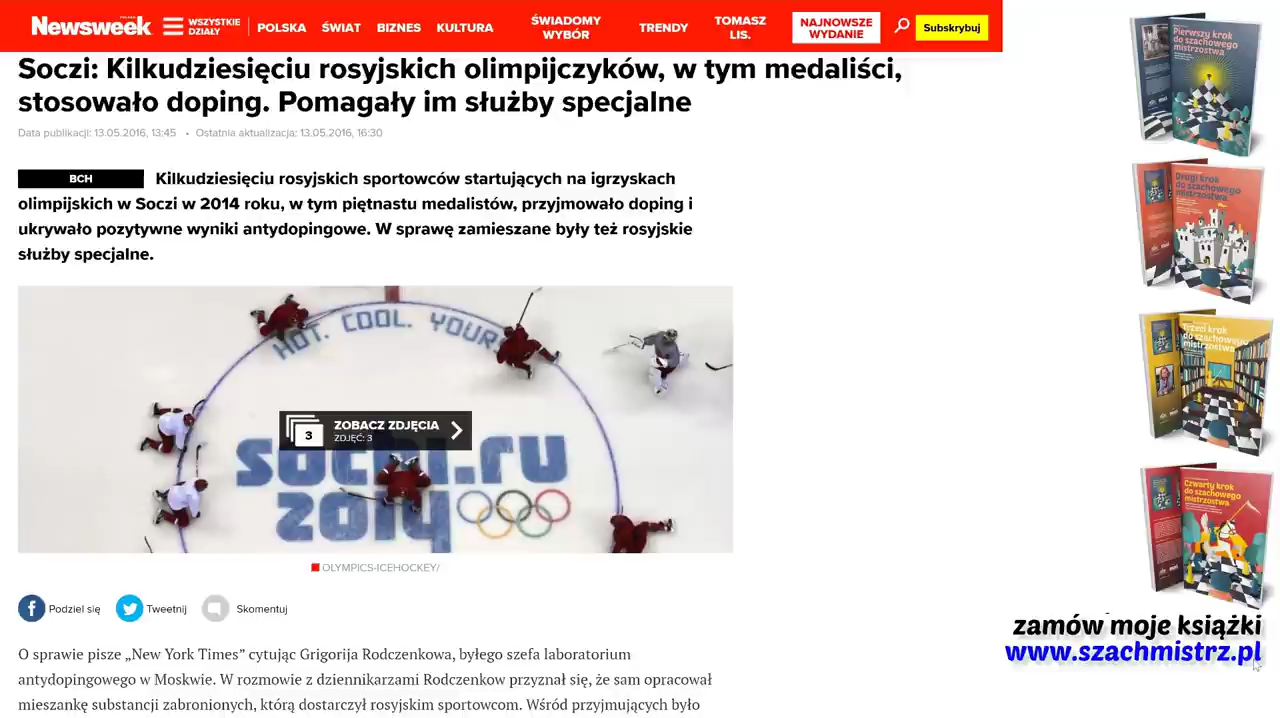 Newsweek
POLSKA
WSZYSTKIE
DZIAŁY
POLSKA
ŚWIAT
BIZNES
KULTURA
ŚWIADOMY
WYBÓR
TRENDY
TOMASZ
LIS.
NAJNOWSZE
WYDANIE
Subskrybuj
Soczi: Kilkudziesięciu rosyjskich olimpijczyków, w tym medaliści,
stosowało doping. Pomagały im służby specjalne
Data publikacji: 13.05.2016, 13:45 • Ostatnia aktualizacja: 13.05.2016, 16:30
BCH Kilkudziesięciu rosyjskich sportowców startujących na igrzyskach
olimpijskich w Soczi w 2014 roku, w tym piętnastu medalistów, przyjmowało doping i
ukrywało pozytywne wyniki antydopingowe. W sprawę zamieszane były też rosyjskie
służby specjalne.
HOT. COOL. YOUR
3
ZOBACZ ZDJĘCIA
ZDJĘĆ: 3
sochi.ru
2014
OLYMPICS-ICEHOCKEY/
Podziel się
Tweetnij
Skomentuj
O sprawie pisze „New York Times” cytując Grigorija Rodczenkowa, byłego szefa laboratorium
antydopingowego w Moskwie. W rozmowie z dziennikarzami Rodczenkow przyznał się, że sam opracował
mieszankę substancji zabronionych, którą dostarczył rosyjskim sportowcom. Wśród przyjmujących było
Pierwszy krok
do szachowego
mistrzostwa
Drugi krok
do szachowego
mistrzostwa
Trzeci krok
do szachowego
mistrzostwa
Czwarty krok
do szachowego
mistrzostwa
zamów moje książki
www.szachmistrz.pl